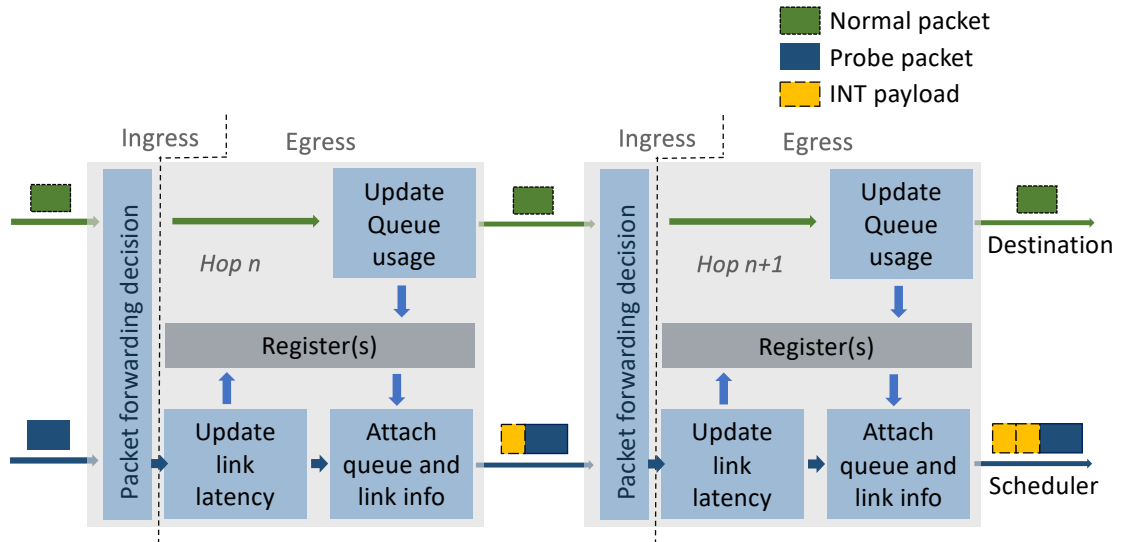 Normal packet
Probe packet
INT payload
Ingress
Egress
Ingress
Egress
Packet forwarding decision
Update
Queue
usage
Hop n
Register(s)
Update
link
latency
Attach
queue and
link info
Packet forwarding decision
Update
Queue
usage
Hop n+1
Register(s)
Update
link
latency
Attach
queue and
link info
Destination
Scheduler